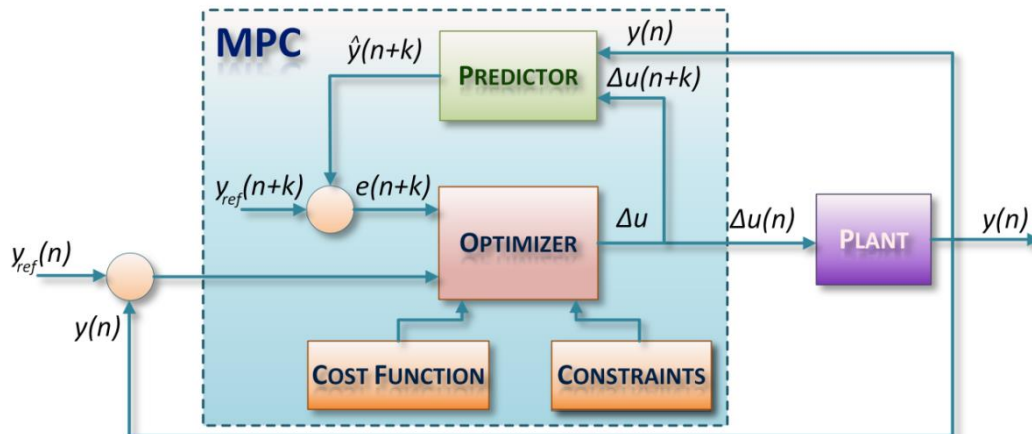 MPC
ŷ(n+k)
PREDICTOR
y(n)
Δu(n+k)
y_ref(n+k)
e(n+k)
OPTIMIZER
Δu
Δu(n)
PLANT
y(n)
y_ref(n)
y(n)
COST FUNCTION
CONSTRAINTS